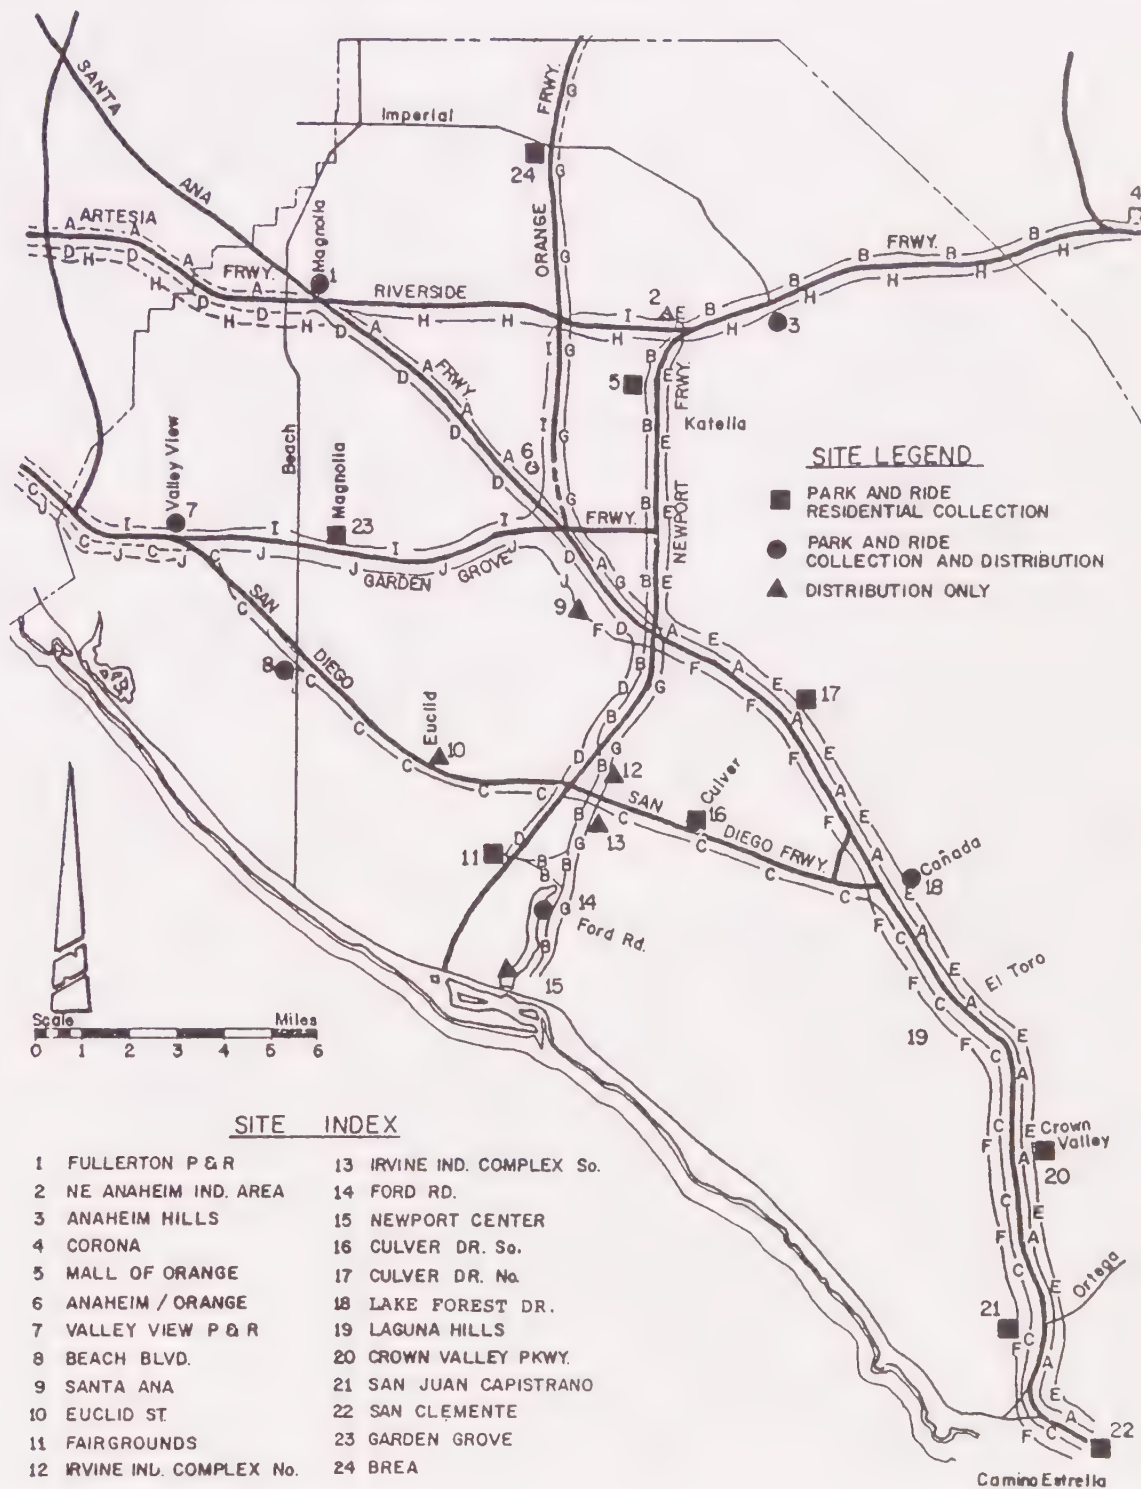 SANTA
ANA
FRWY.
ARTESIA
Imperial
24
ORANGE
FRWY.
Magnolia
1
RIVERSIDE
FRWY.
4
2
3
5
Katella
NEWPORT
FRWY.
FRWY.
Valley View
7
Beach
Magnolia
23
6
GARDEN GROVE
FRWY.
9
SITE LEGEND
PARK AND RIDE
RESIDENTIAL COLLECTION
PARK AND RIDE
COLLECTION AND DISTRIBUTION
DISTRIBUTION ONLY
SAN
DIEGO
8
Euclid
10
17
12
13
SAN
DIEGO FRWY.
Culver
16
11
14
Ford Rd.
15
Cañada
18
El Toro
19
Crown
Valley
20
Ortega
21
22
Camino Estrella
Scale Miles
0 1 2 3 4 5 6
SITE INDEX
1 FULLERTON P & R
2 NE ANAHEIM IND. AREA
3 ANAHEIM HILLS
4 CORONA
5 MALL OF ORANGE
6 ANAHEIM / ORANGE
7 VALLEY VIEW P & R
8 BEACH BLVD.
9 SANTA ANA
10 EUCLID ST.
11 FAIRGROUNDS
12 IRVINE IND. COMPLEX No.
13 IRVINE IND. COMPLEX So.
14 FORD RD.
15 NEWPORT CENTER
16 CULVER DR. So.
17 CULVER DR. No.
18 LAKE FOREST DR.
19 LAGUNA HILLS
20 CROWN VALLEY PKWY.
21 SAN JUAN CAPISTRANO
22 SAN CLEMENTE
23 GARDEN GROVE
24 BREA